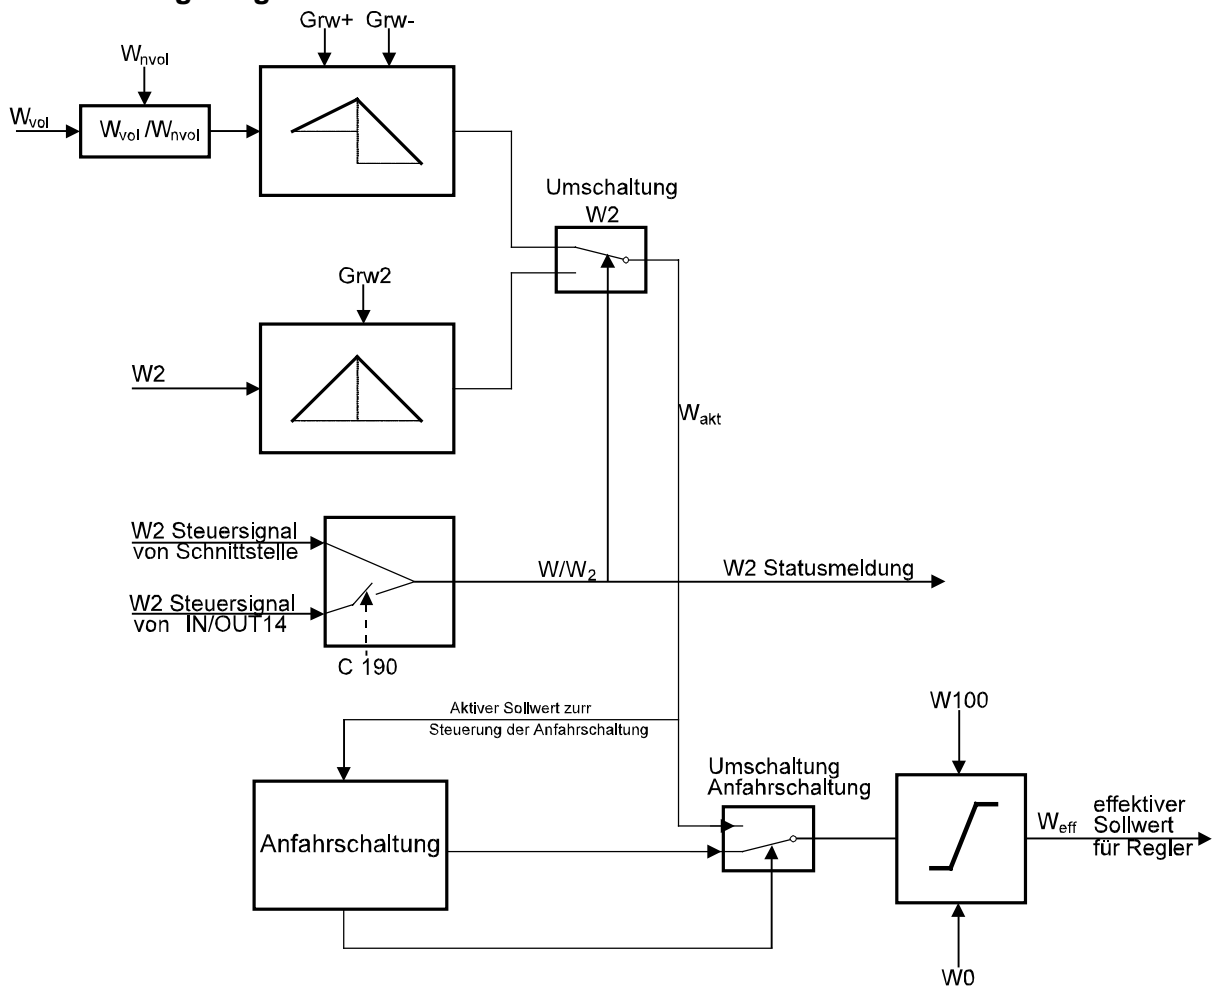 Grw+ Grw-
Wnvol
Wvol
Wvol /Wnvol
Umschaltung
W2
Grw2
W2
Wakt
W2 Steuersignal
von Schnittstelle
W/W2
W2 Statusmeldung
W2 Steuersignal
von IN/OUT14
C 190
Aktiver Sollwert zurr
Steuerung der Anfahrschaltung
W100
Umschaltung
Anfahrschaltung
Anfahrschaltung
Weff
effektiver
Sollwert
für Regler
W0